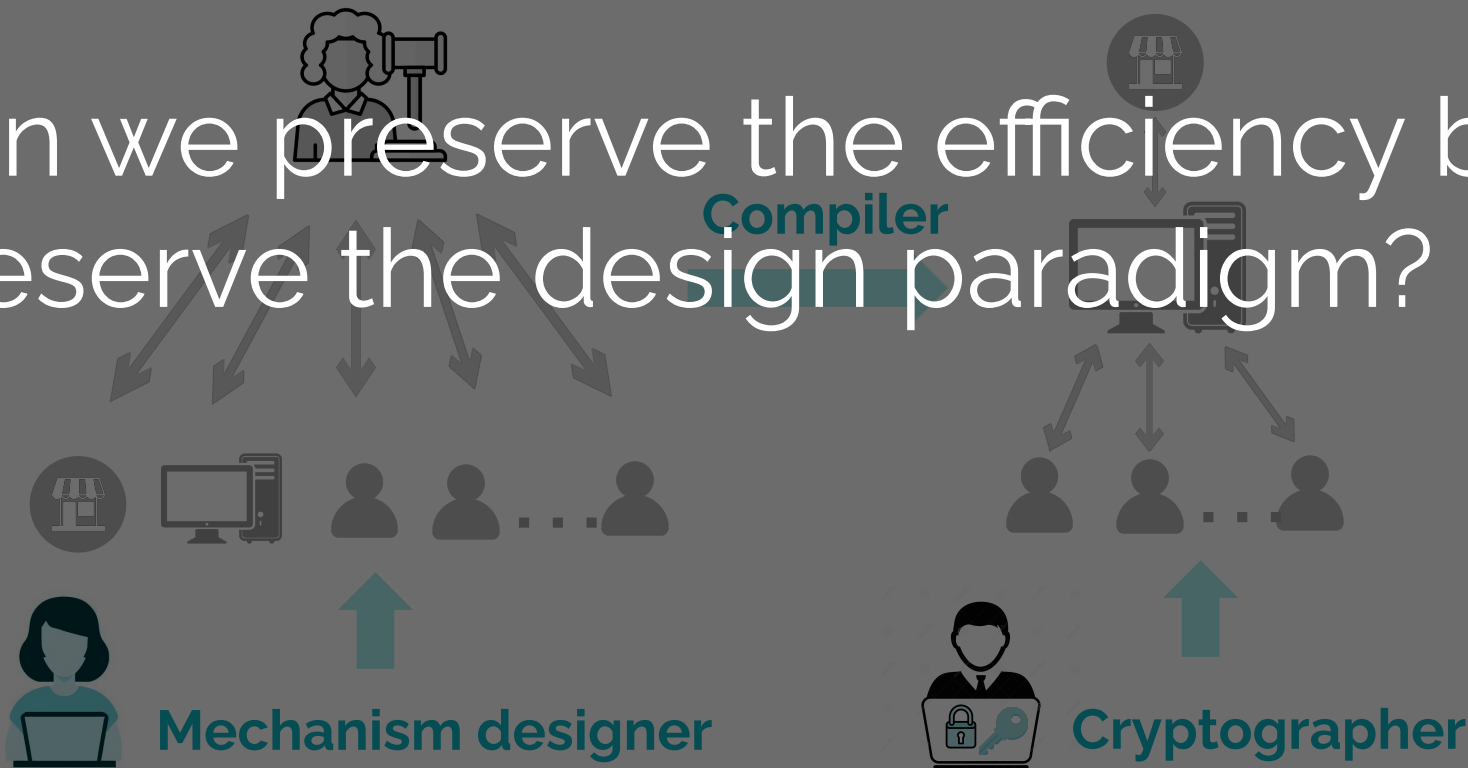 n we preserve the efficiency b
eserve the design paradigm?
Compiler
Mechanism designer
Cryptographer